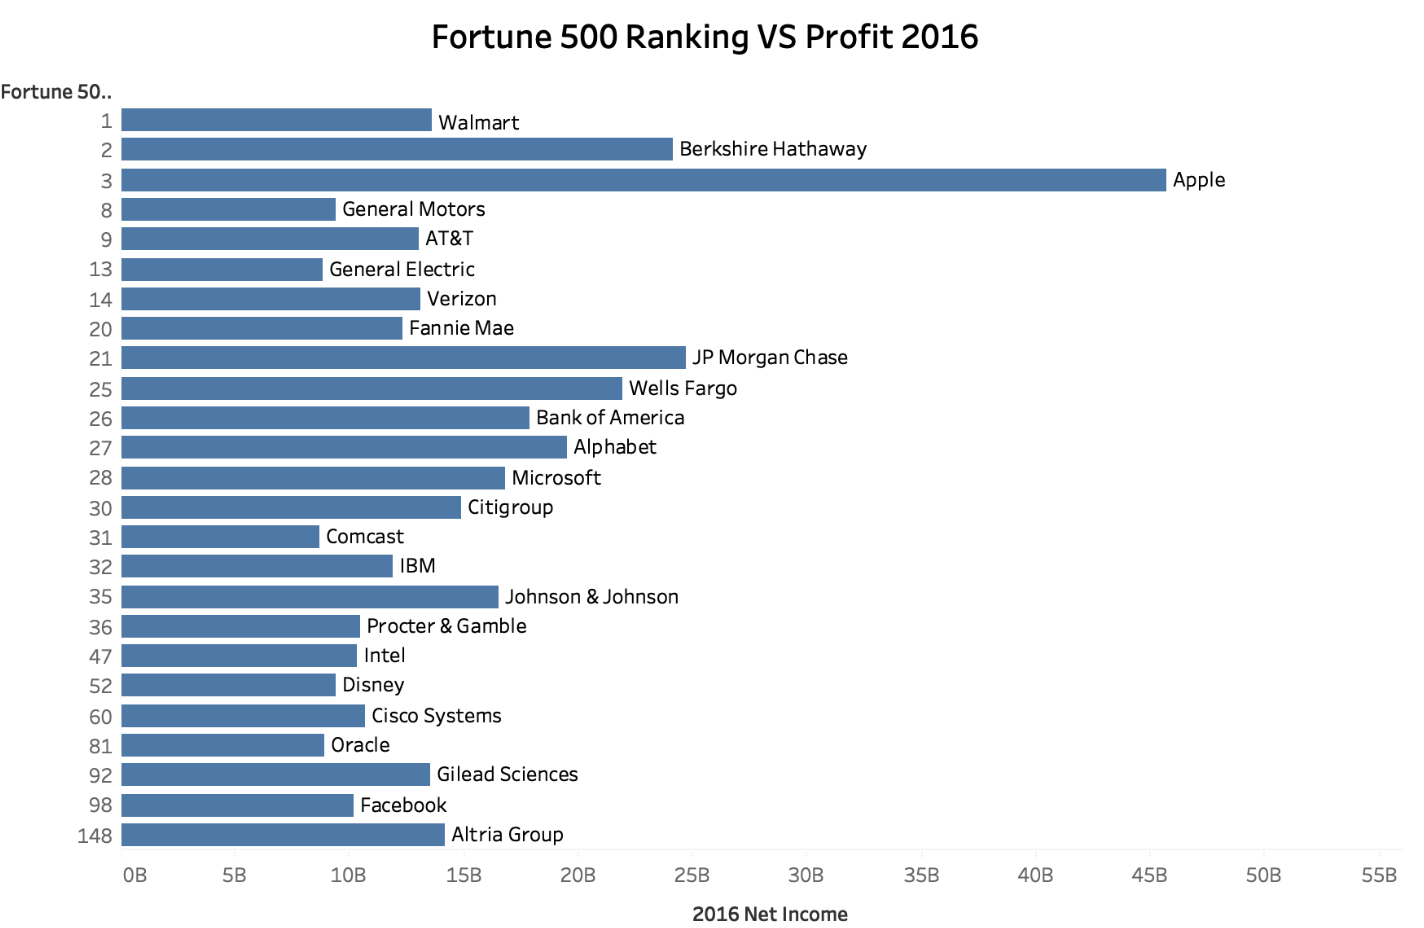 Fortune 500 Ranking VS Profit 2016
Fortune 50..
1 Walmart
2 Berkshire Hathaway
3 Apple
8 General Motors
9 AT&T
13 General Electric
14 Verizon
20 Fannie Mae
21 JP Morgan Chase
25 Wells Fargo
26 Bank of America
27 Alphabet
28 Microsoft
30 Citigroup
31 Comcast
32 IBM
35 Johnson & Johnson
36 Procter & Gamble
47 Intel
52 Disney
60 Cisco Systems
81 Oracle
92 Gilead Sciences
98 Facebook
148 Altria Group
0B 5B 10B 15B 20B 25B 30B 35B 40B 45B 50B 55B
2016 Net Income